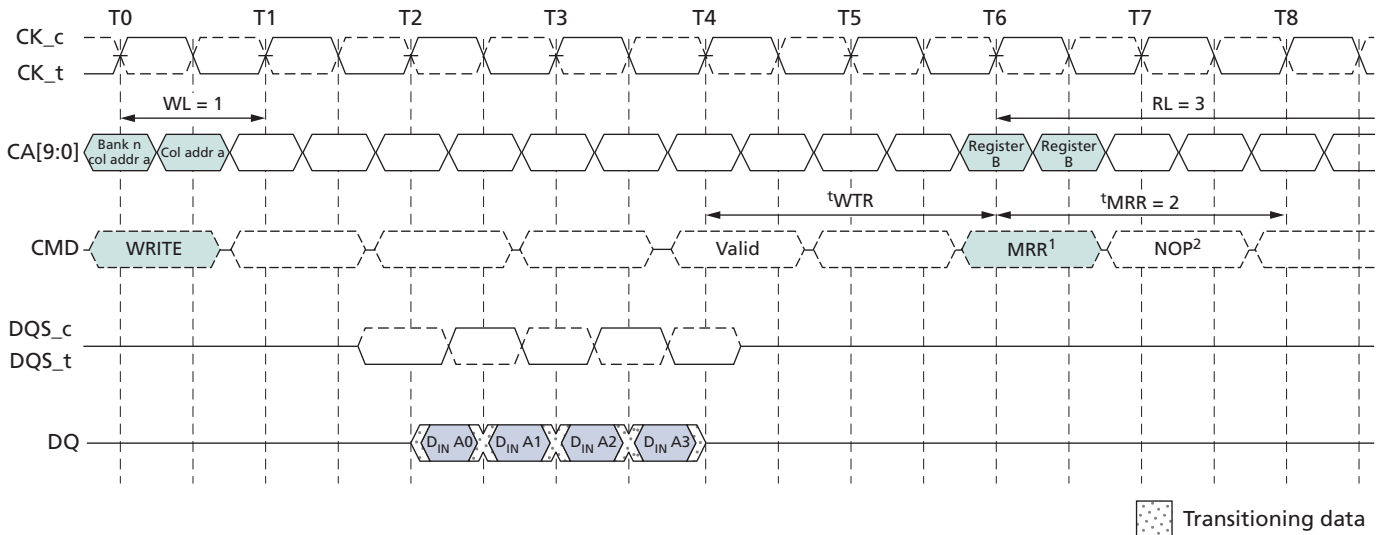 T0 T1 T2 T3 T4 T5 T6 T7 T8
CK_c
CK_t
WL = 1 RL = 3
CA[9:0] Bank n col addr a Col addr a Register B Register B
tWTR tMRR = 2
CMD WRITE Valid MRR1 NOP2
DQS_c
DQS_t
DQ DIN A0 DIN A1 DIN A2 DIN A3
Transitioning data